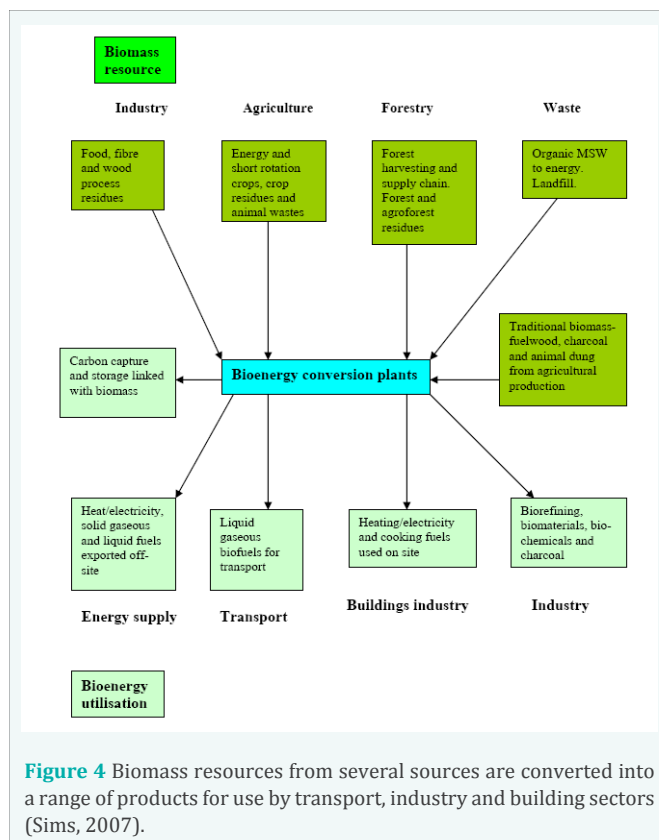 Biomass
resource
Industry
Agriculture
Forestry
Waste
Food, fibre
and wood
process
residues
Energy and
short rotation
crops, crop
residues and
animal wastes
Forest
harvesting and
supply chain.
Forest and
agroforest
residues
Organic MSW
to energy.
Landfill.
Carbon capture
and storage linked
with biomass
Bioenergy conversion plants
Traditional biomass-
fuelwood, charcoal
and animal dung
from agricultural
production
Heat/electricity,
solid gaseous
and liquid fuels
exported off-
site
Liquid
gaseous
biofuels for
transport
Heating/electricity
and cooking fuels
used on site
Biorefining,
biomaterials, bio-
chemicals and
charcoal
Energy supply
Transport
Buildings industry
Industry
Bioenergy
utilisation
Figure 4 Biomass resources from several sources are converted into
a range of products for use by transport, industry and building sectors
(Sims, 2007).